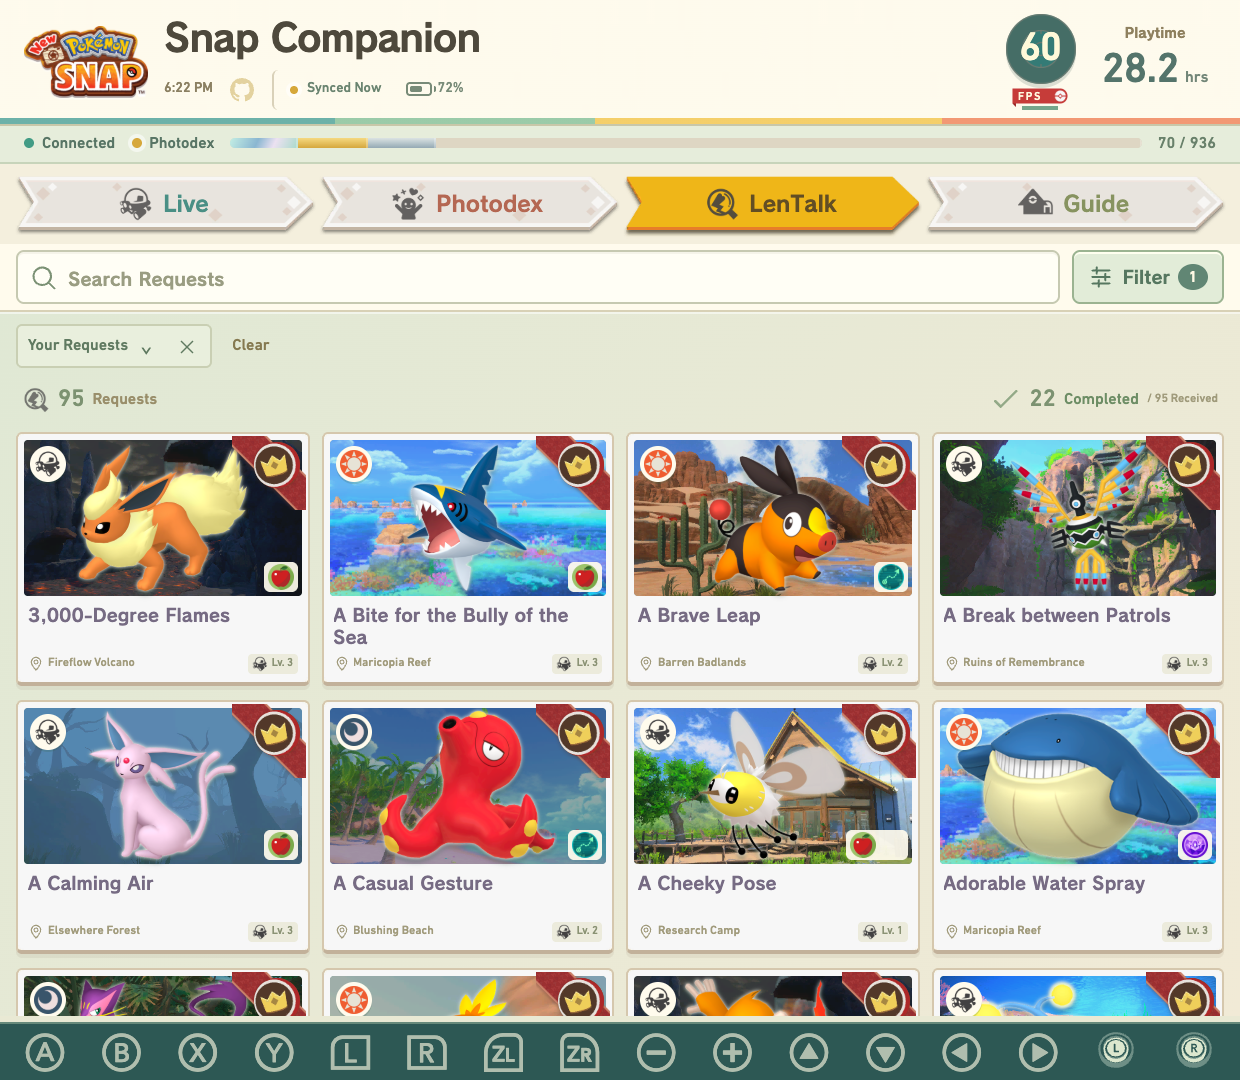 New Pokémon SNAP
Snap Companion
6:22 PM
Synced Now
72%
60
FPS
Playtime
28.2 hrs
Connected
Photodex
70 / 936
Live
Photodex
LenTalk
Guide
Search Requests
Filter 1
Your Requests
Clear
95 Requests
22 Completed / 95 Received
3,000-Degree Flames
Fireflow Volcano
Lv. 3
A Bite for the Bully of the
Sea
Maricopia Reef
Lv. 3
A Brave Leap
Barren Badlands
Lv. 2
A Break between Patrols
Ruins of Remembrance
Lv. 3
A Calming Air
Elsewhere Forest
Lv. 3
A Casual Gesture
Blushing Beach
Lv. 2
A Cheeky Pose
Research Camp
Lv. 1
Adorable Water Spray
Maricopia Reef
Lv. 3
A B X Y L R ZL ZR L R